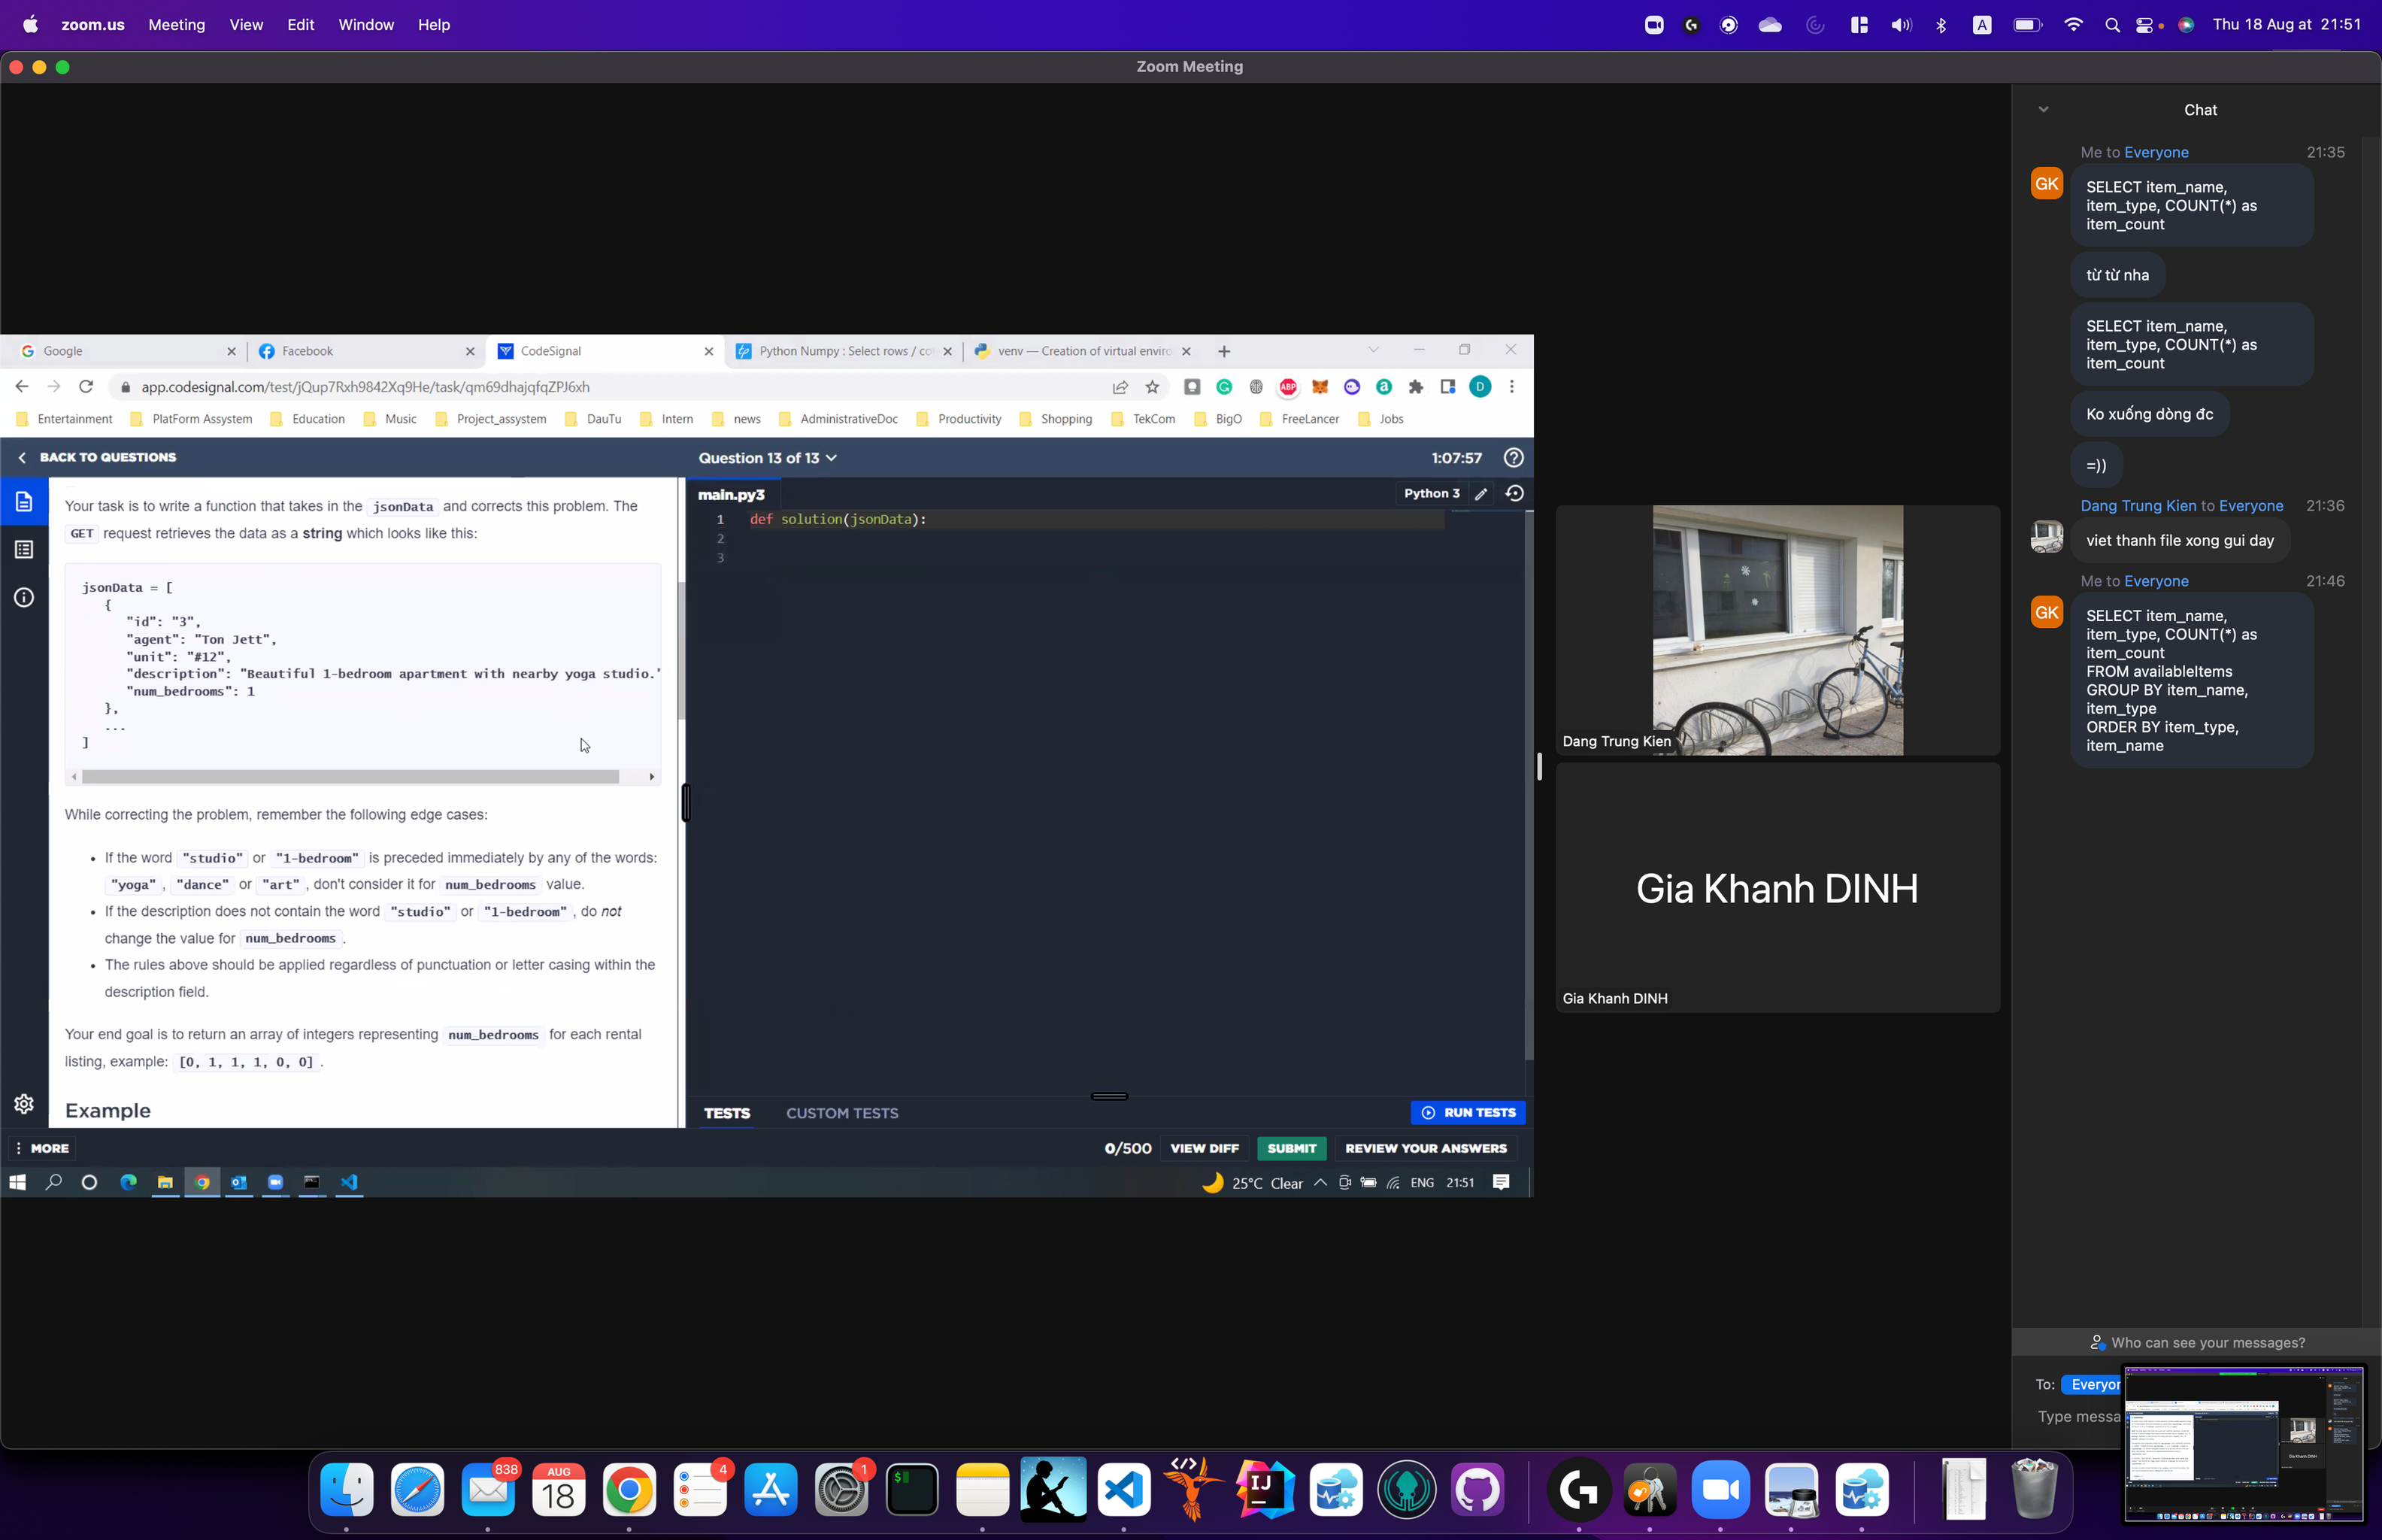 zoom.us Meeting View Edit Window Help
A
Thu 18 Aug at 21:51
Zoom Meeting
Google
Facebook
CodeSignal
Python Numpy : Select rows / co
venv — Creation of virtual enviro
app.codesignal.com/test/jQup7Rxh9842Xq9He/task/qm69dhajqfqZPJ6xh
ABP
a
D
Entertainment PlatForm Assystem Education Music Project_assystem DauTu Intern news AdministrativeDoc Productivity Shopping TekCom BigO FreeLancer Jobs
BACK TO QUESTIONS
Question 13 of 13
1:07:57
Your task is to write a function that takes in the jsonData and corrects this problem. The
GET request retrieves the data as a string which looks like this:
jsonData = [
{
"id": "3",
"agent": "Ton Jett",
"unit": "#12",
"description": "Beautiful 1-bedroom apartment with nearby yoga studio."
"num_bedrooms": 1
},
...
]
While correcting the problem, remember the following edge cases:
• If the word "studio" or "1-bedroom" is preceded immediately by any of the words:
"yoga", "dance" or "art", don't consider it for num_bedrooms value.
• If the description does not contain the word "studio" or "1-bedroom", do not
change the value for num_bedrooms.
• The rules above should be applied regardless of punctuation or letter casing within the
description field.
Your end goal is to return an array of integers representing num_bedrooms for each rental
listing, example: [0, 1, 1, 1, 0, 0].
Example
MORE
main.py3
Python 3
1 def solution(jsonData):
2
3
TESTS
CUSTOM TESTS
RUN TESTS
0/500
VIEW DIFF
SUBMIT
REVIEW YOUR ANSWERS
25°C Clear
ENG
21:51
Dang Trung Kien
Gia Khanh DINH
Gia Khanh DINH
Chat
Me to Everyone 21:35
GK
SELECT item_name,
item_type, COUNT(*) as
item_count
từ từ nha
SELECT item_name,
item_type, COUNT(*) as
item_count
Ko xuống dòng đc
=))
Dang Trung Kien to Everyone 21:36
viet thanh file xong gui day
Me to Everyone 21:46
GK
SELECT item_name,
item_type, COUNT(*) as
item_count
FROM availableItems
GROUP BY item_name,
item_type
ORDER BY item_type,
item_name
Who can see your messages?
To: Everyon
Type messa
838
AUG
18
4
1
IJ